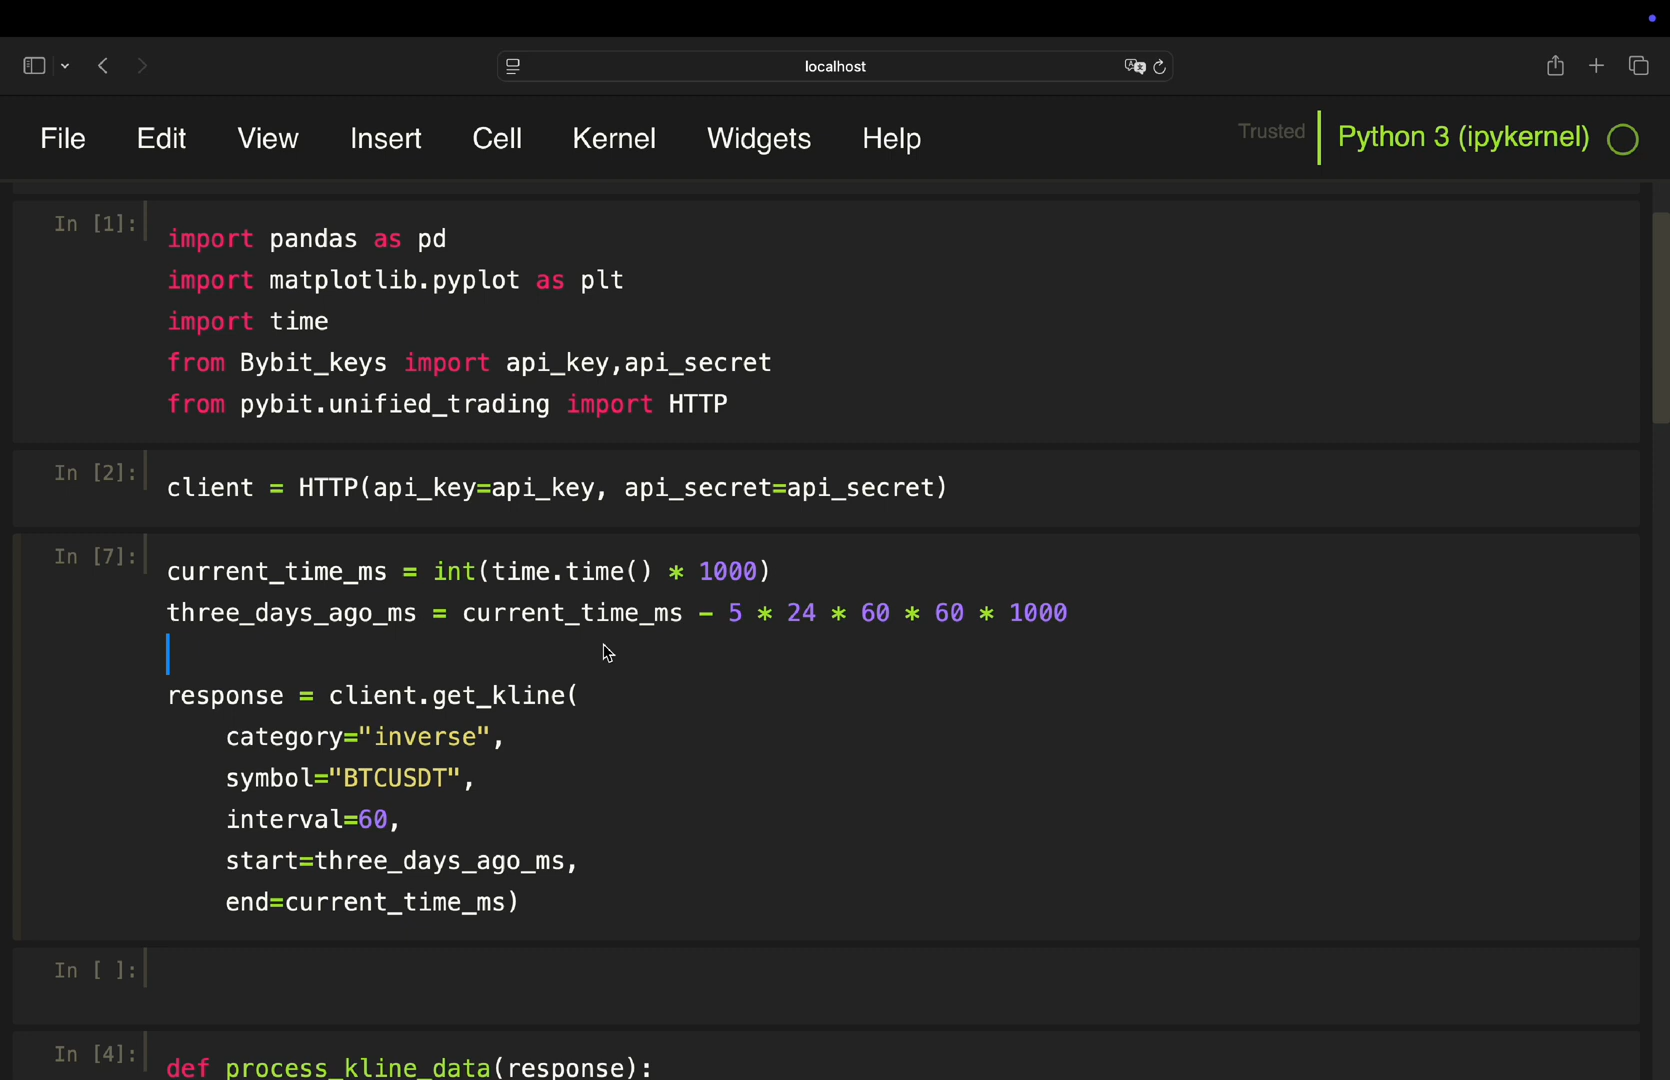 localhost
File Edit View Insert Cell Kernel Widgets Help Trusted Python 3 (ipykernel)
In [1]:
import pandas as pd
import matplotlib.pyplot as plt
import time
from Bybit_keys import api_key,api_secret
from pybit.unified_trading import HTTP
In [2]:
client = HTTP(api_key=api_key, api_secret=api_secret)
In [7]:
current_time_ms = int(time.time() * 1000)
three_days_ago_ms = current_time_ms - 5 * 24 * 60 * 60 * 1000
response = client.get_kline(
    category="inverse",
    symbol="BTCUSDT",
    interval=60,
    start=three_days_ago_ms,
    end=current_time_ms)
In [ ]:
In [4]:
def process_kline_data(response):